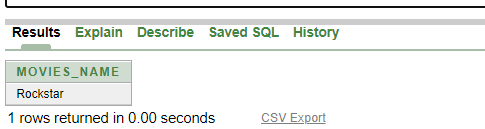 Results Explain Describe Saved SQL History
MOVIES_NAME
Rockstar
1 rows returned in 0.00 seconds CSV Export